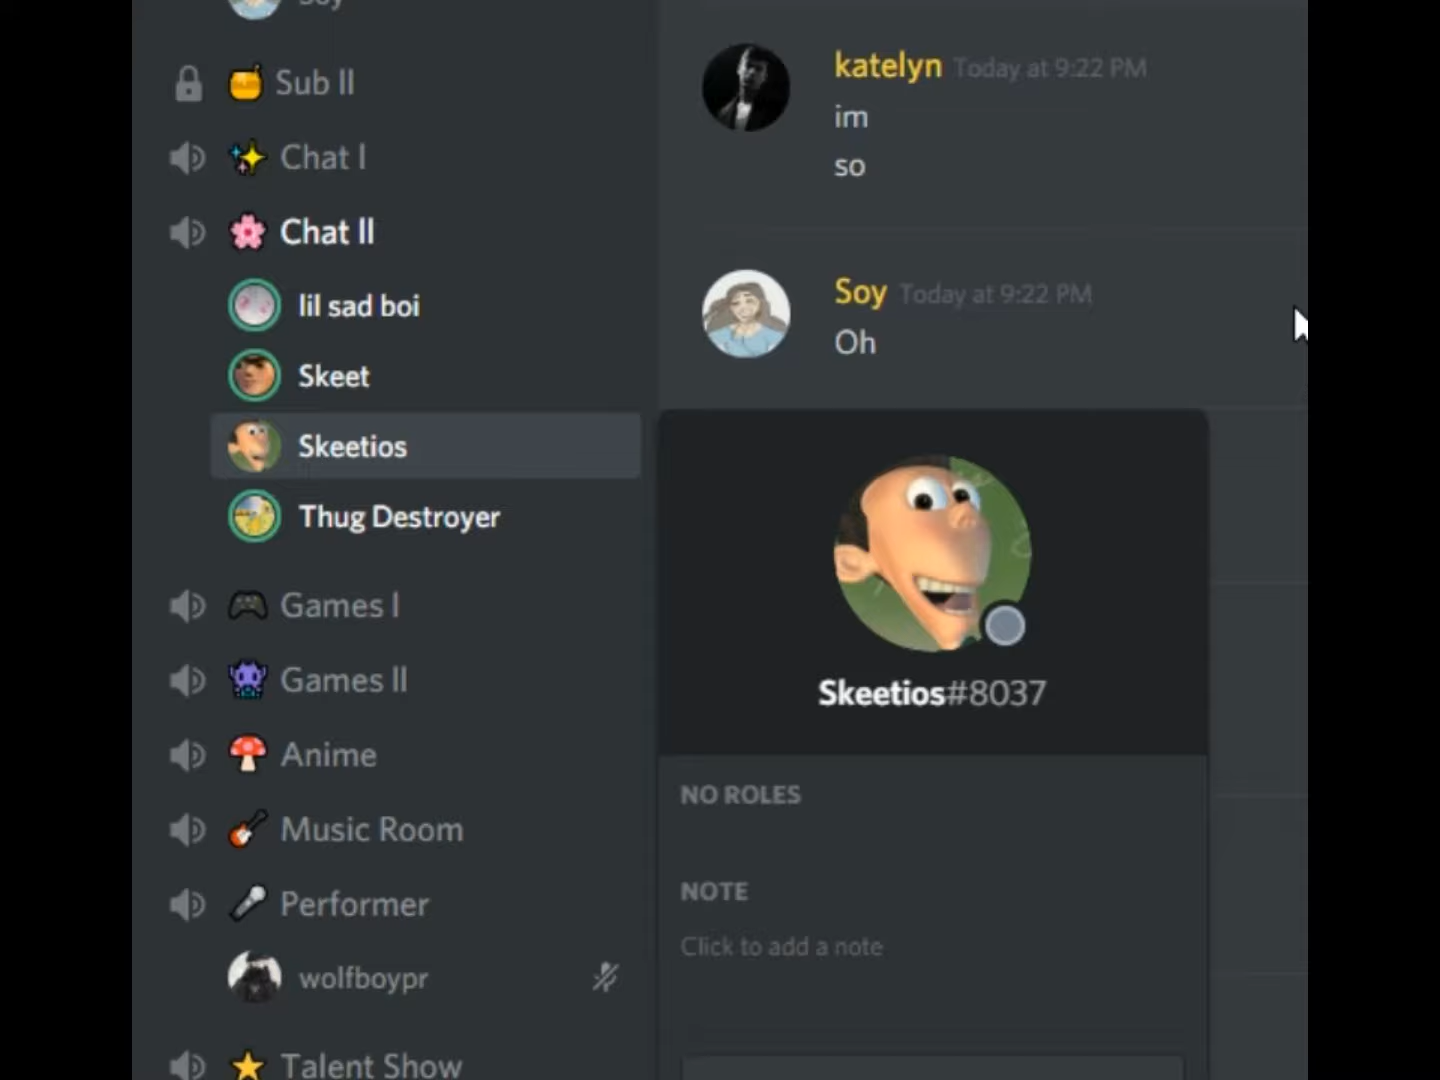 Soy
Sub II
Chat I
Chat II
lil sad boi
Skeet
Skeetios
Thug Destroyer
Games I
Games II
Anime
Music Room
Performer
wolfboypr
Talent Show
katelyn Today at 9:22 PM
im
so
Soy Today at 9:22 PM
Oh
Skeetios#8037
NO ROLES
NOTE
Click to add a note